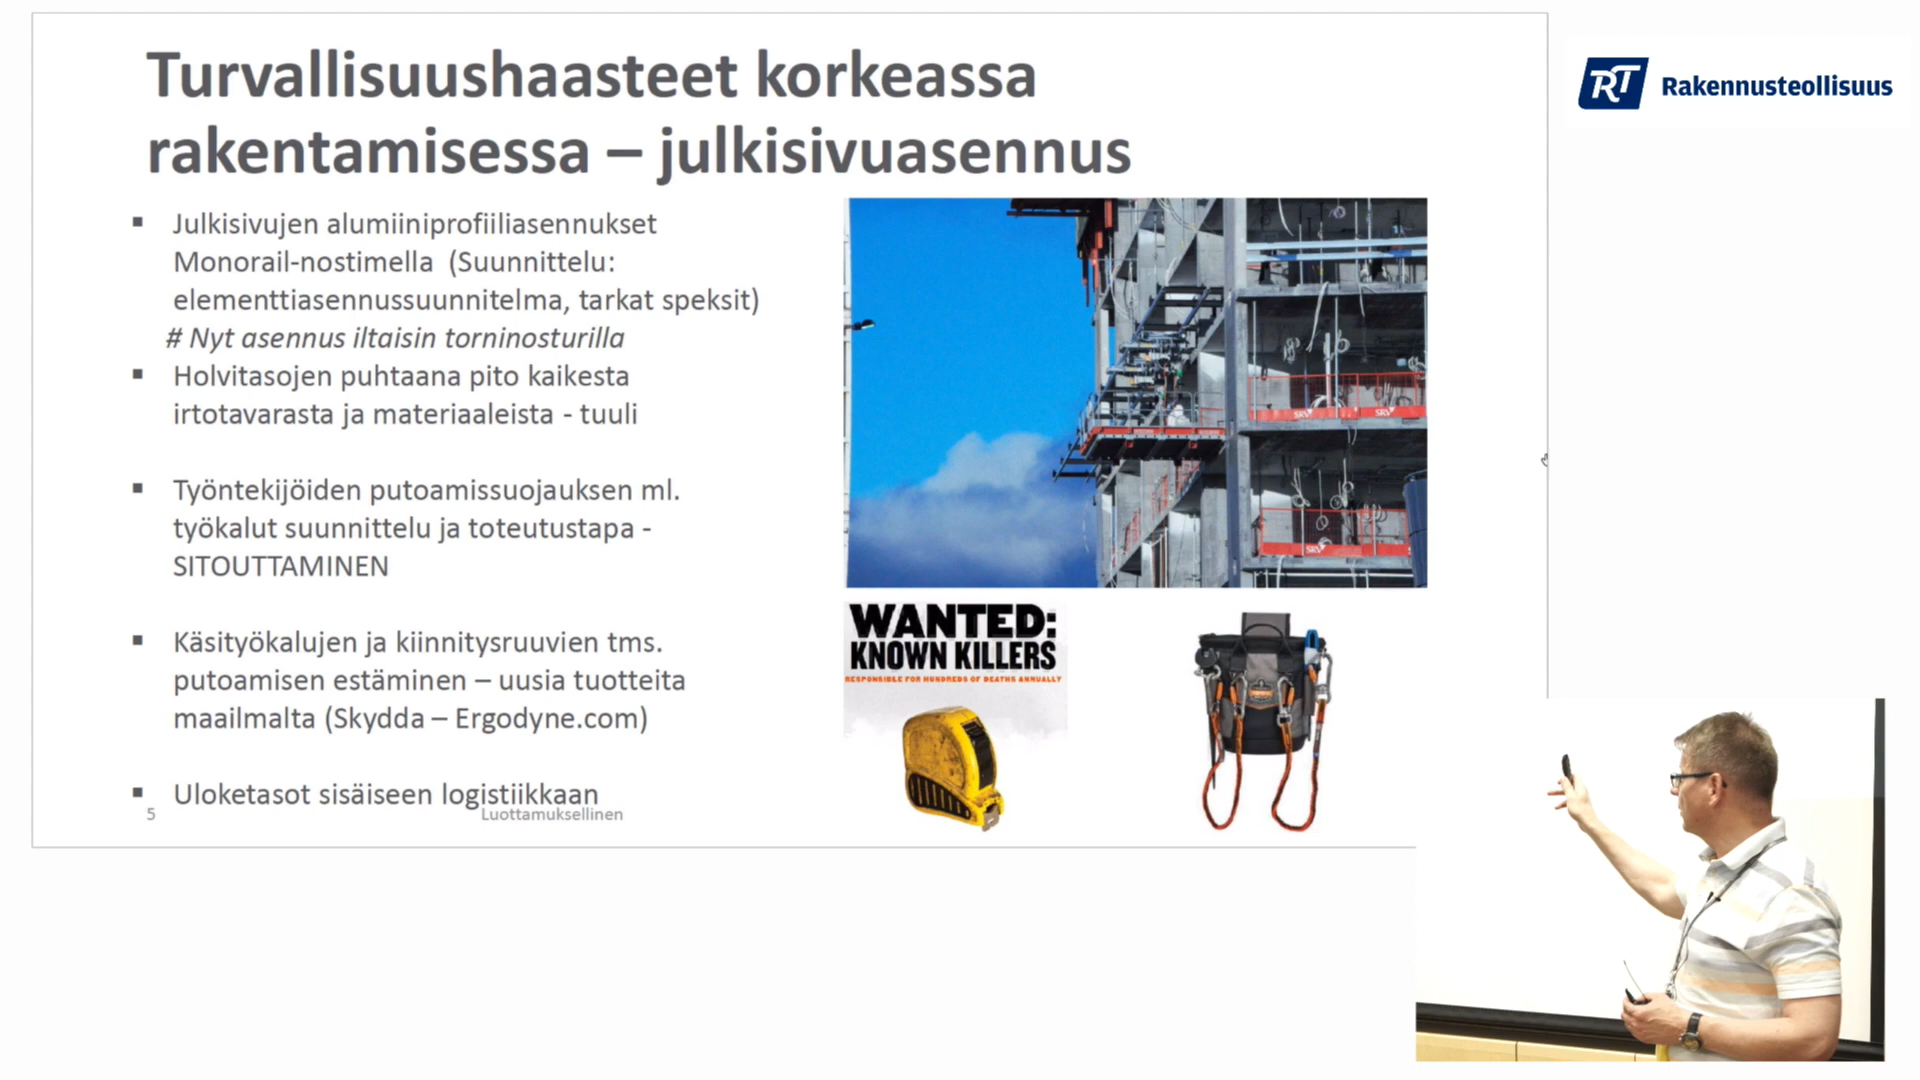 Turvallisuushaasteet korkeassa
rakentamisessa – julkisivuasennus
RT Rakennusteollisuus
▪ Julkisivujen alumiiniprofiiliasennukset
Monorail-nostimella (Suunnittelu:
elementtiasennussuunnitelma, tarkat speksit)
# Nyt asennus iltaisin torninosturilla
▪ Holvitasojen puhtaana pito kaikesta
irtotavarasta ja materiaaleista - tuuli
▪ Työntekijöiden putoamissuojauksen ml.
työkalut suunnittelu ja toteutustapa -
SITOUTTAMINEN
▪ Käsityökalujen ja kiinnitysruuvien tms.
putoamisen estäminen – uusia tuotteita
maailmalta (Skydda – Ergodyne.com)
▪ Uloketasot sisäiseen logistiikkaan
5
Luottamuksellinen
SRV
SRV
SRV
WANTED:
KNOWN KILLERS
RESPONSIBLE FOR HUNDREDS OF DEATHS ANNUALLY